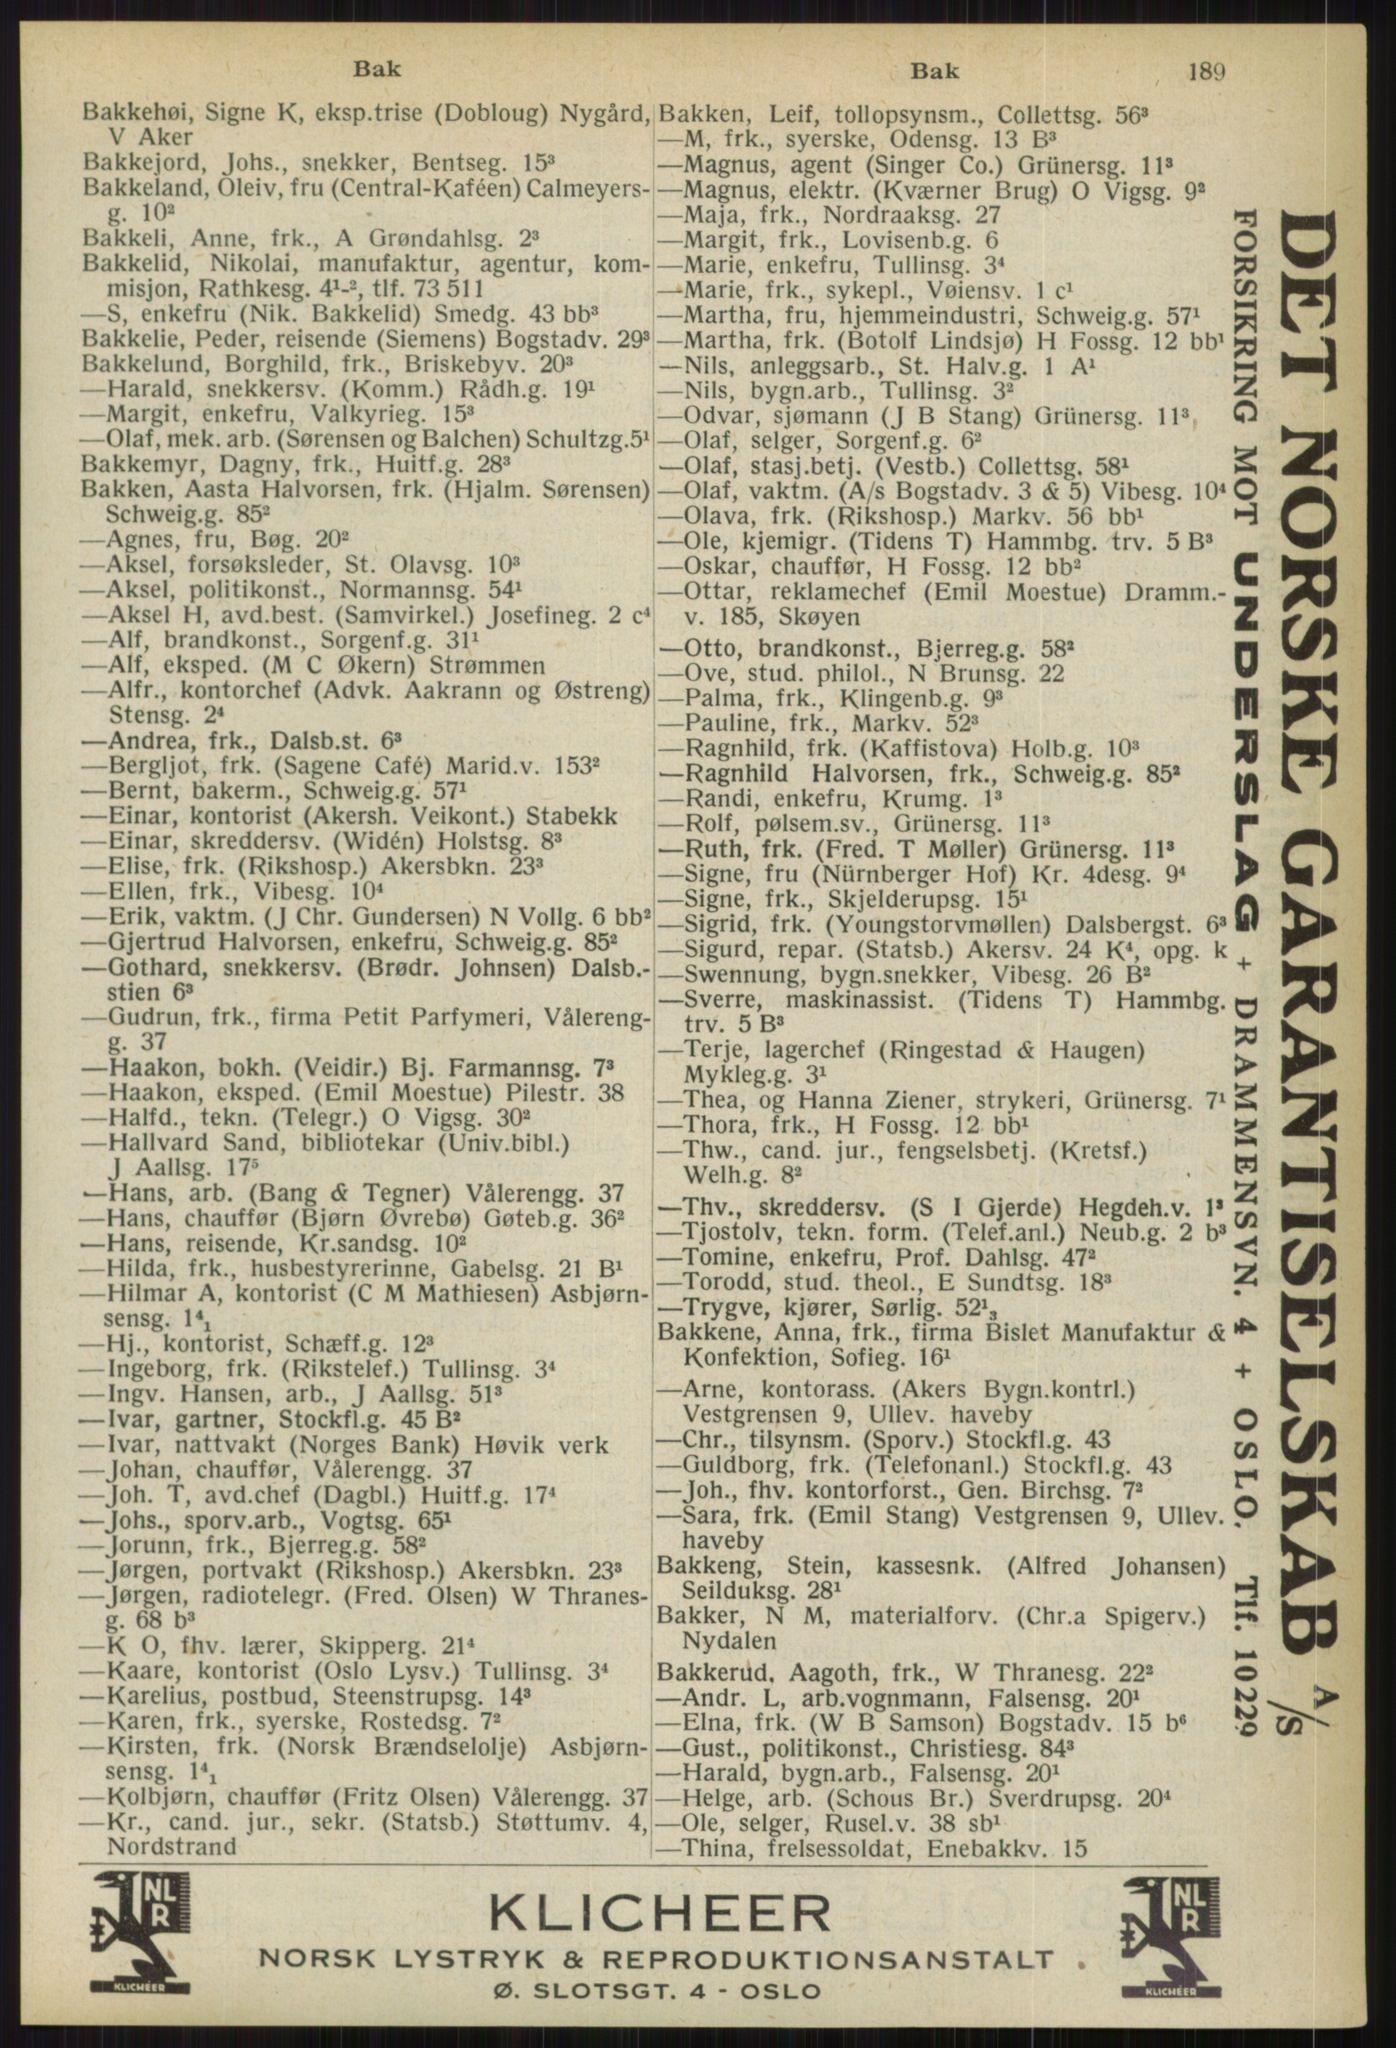 Bak
Bak
189
Bakkehøi, Signe K, eksp.trise (Dobloug) Nygård,
V Aker
Bakkejord, Johs., snekker, Bentseg. 15³
Bakkeland, Oleiv, fru (Central-Kaféen) Calmeyers-
g. 10²
Bakkeli, Anne, frk., A Grøndahlsg. 2³
Bakkelid, Nikolai, manufaktur, agentur, kom-
misjon, Rathkesg. 4¹-², tlf. 73 511
—S, enkefru (Nik. Bakkelid) Smedg. 43 bb³
Bakkelie, Peder, reisende (Siemens) Bogstadv. 29³
Bakkelund, Borghild, frk., Briskebyv. 20³
—Harald, snekkersv. (Komm.) Rådh.g. 19¹
—Margit, enkefru, Valkyrieg. 15³
—Olaf, mek. arb. (Sørensen og Balchen) Schultzg.5¹
Bakkemyr, Dagny, frk., Huitf.g. 28³
Bakken, Aasta Halvorsen, frk. (Hjalm. Sørensen)
Schweig.g. 85²
—Agnes, fru, Bøg. 20²
—Aksel, forsøksleder, St. Olavsg. 10³
—Aksel, politikonst., Normannsg. 54¹
—Aksel H, avd.best. (Samvirkel.) Josefineg. 2 c⁴
—Alf, brandkonst., Sorgenf.g. 31¹
—Alf, eksped. (M C Økern) Strømmen
—Alfr., kontorchef (Advk. Aakrann og Østreng)
Stensg. 2⁴
—Andrea, frk., Dalsb.st. 6³
—Bergljot, frk. (Sagene Café) Marid.v. 153²
—Bernt, bakerm., Schweig.g. 57¹
—Einar, kontorist (Akersh. Veikont.) Stabekk
—Einar, skreddersv. (Widén) Holstsg. 8³
—Elise, frk. (Rikshosp.) Akersbkn. 23³
—Ellen, frk., Vibesg. 10⁴
—Erik, vaktm. (J Chr. Gundersen) N Vollg. 6 bb²
—Gjertrud Halvorsen, enkefru, Schweig.g. 85²
—Gothard, snekkersv. (Brødr. Johnsen) Dalsb.-
stien 6³
—Gudrun, frk., firma Petit Parfymeri, Vålereng-
g. 37
—Haakon, bokh. (Veidir.) Bj. Farmannsg. 7³
—Haakon, eksped. (Emil Moestue) Pilestr. 38
—Halfd., tekn. (Telegr.) O Vigsg. 30²
—Hallvard Sand, bibliotekar (Univ.bibl.)
J Aallsg. 17⁵
—Hans, arb. (Bang & Tegner) Vålerengg. 37
—Hans, chauffør (Bjørn Øvrebø) Gøteb.g. 36²
—Hans, reisende, Kr.sandsg. 10²
—Hilda, frk., husbestyrerinne, Gabelsg. 21 B¹
—Hilmar A, kontorist (C M Mathiesen) Asbjørn-
sensg. 1⁴₁
—Hj., kontorist, Schæff.g. 12³
—Ingeborg, frk. (Rikstelef.) Tullinsg. 3⁴
—Ingv. Hansen, arb., J Aallsg. 51³
—Ivar, gartner, Stockfl.g. 45 B²
—Ivar, nattvakt (Norges Bank) Høvik verk
—Johan, chauffør, Vålerengg. 37
—Joh. T, avd.chef (Dagbl.) Huitf.g. 17⁴
—Johs., sporv.arb., Vogtsg. 65¹
—Jorunn, frk., Bjerreg.g. 58²
—Jørgen, portvakt (Rikshosp.) Akersbkn. 23³
—Jørgen, radiotelegr. (Fred. Olsen) W Thranes-
g. 68 b³
—K O, fhv. lærer, Skipperg. 21⁴
—Kaare, kontorist (Oslo Lysv.) Tullinsg. 3⁴
—Karelius, postbud, Steenstrupsg. 14³
—Karen, frk., syerske, Rostedsg. 7²
—Kirsten, frk. (Norsk Brændselolje) Asbjørn-
sensg. 1⁴₁
—Kolbjørn, chauffør (Fritz Olsen) Vålerengg. 37
—Kr., cand. jur., sekr. (Statsb.) Støttumv. 4,
Nordstrand
Bakken, Leif, tollopsynsm., Collettsg. 56³
—M, frk., syerske, Odensg. 13 B³
—Magnus, agent (Singer Co.) Grünersg. 11³
—Magnus, elektr. (Kværner Brug) O Vigsg. 9²
—Maja, frk., Nordraaksg. 27
—Margit, frk., Lovisenb.g. 6
—Marie, enkefru, Tullinsg. 3⁴
—Marie, frk., sykepl., Vøiensv. 1 c¹
—Martha, fru, hjemmeindustri, Schweig.g. 57¹
—Martha, frk. (Botolf Lindsjø) H Fossg. 12 bb¹
—Nils, anleggsarb., St. Halv.g. 1 A¹
—Nils, bygn.arb., Tullinsg. 3²
—Odvar, sjømann (J B Stang) Grünersg. 11³
—Olaf, selger, Sorgenf.g. 6²
—Olaf, stasj.betj. (Vestb.) Collettsg. 58¹
—Olaf, vaktm. (A/s Bogstadv. 3 & 5) Vibesg. 10⁴
—Olava, frk. (Rikshosp.) Markv. 56 bb¹
—Ole, kjemigr. (Tidens T) Hammbg. trv. 5 B³
—Oskar, chauffør, H Fossg. 12 bb²
—Ottar, reklamechef (Emil Moestue) Dramm.-
v. 185, Skøyen
—Otto, brandkonst., Bjerreg.g. 58²
—Ove, stud. philol., N Brunsg. 22
—Palma, frk., Klingenb.g. 9³
—Pauline, frk., Markv. 52³
—Ragnhild, frk. (Kaffistova) Holb.g. 10³
—Ragnhild Halvorsen, frk., Schweig.g. 85²
—Randi, enkefru, Krumg. 1³
—Rolf, pølsem.sv., Grünersg. 11³
—Ruth, frk. (Fred. T Møller) Grünersg. 11³
—Signe, fru (Nürnberger Hof) Kr. 4desg. 9⁴
—Signe, frk., Skjelderupsg. 15¹
—Sigrid, frk. (Youngstorvmøllen) Dalsbergst. 6³
—Sigurd, repar. (Statsb.) Akersv. 24 K⁴, opg. k
—Swennung, bygn.snekker, Vibesg. 26 B²
—Sverre, maskinassist. (Tidens T) Hammbg.
trv. 5 B³
—Terje, lagerchef (Ringestad & Haugen)
Mykleg.g. 3¹
—Thea, og Hanna Ziener, strykeri, Grünersg. 7¹
—Thora, frk., H Fossg. 12 bb¹
—Thw., cand. jur., fengselsbetj. (Kretsf.)
Welh.g. 8²
—Thv., skreddersv. (S I Gjerde) Hegdeh.v. 1³
—Tjostolv, tekn. form. (Telef.anl.) Neub.g. 2 b³
—Tomine, enkefru, Prof. Dahlsg. 47²
—Torodd, stud. theol., E Sundtsg. 18³
—Trygve, kjører, Sørlig. 52¹₃
Bakkene, Anna, frk., firma Bislet Manufaktur &
Konfektion, Sofieg. 16¹
—Arne, kontorass. (Akers Bygn.kontrl.)
Vestgrensen 9, Ullev. haveby
—Chr., tilsynsm. (Sporv.) Stockfl.g. 43
—Guldborg, frk. (Telefonanl.) Stockfl.g. 43
—Joh., fhv. kontorforst., Gen. Birchsg. 7²
—Sara, frk. (Emil Stang) Vestgrensen 9, Ullev.
haveby
Bakkeng, Stein, kassesnk. (Alfred Johansen)
Seilduksg. 28¹
Bakker, N M, materialforv. (Chr.a Spigerv.)
Nydalen
Bakkerud, Aagoth, frk., W Thranesg. 22²
—Andr. L, arb.vognmann, Falsensg. 20¹
—Elna, frk. (W B Samson) Bogstadv. 15 b⁶
—Gust., politikonst., Christiesg. 84³
—Harald, bygn.arb., Falsensg. 20¹
—Helge, arb. (Schous Br.) Sverdrupsg. 20⁴
—Ole, selger, Rusel.v. 38 sb¹
—Thina, frelsessoldat, Enebakkv. 15
DET NORSKE GARANTISELSKAB A/S
FORSIKRING MOT UNDERSLAG + DRAMMENSVN. 4 + OSLO. Tlf. 10229
NLR
KLICHEER
KLICHEER
NORSK LYSTRYK & REPRODUKTIONSANSTALT
Ø. SLOTSGT. 4 - OSLO
NLR
KLICHEER